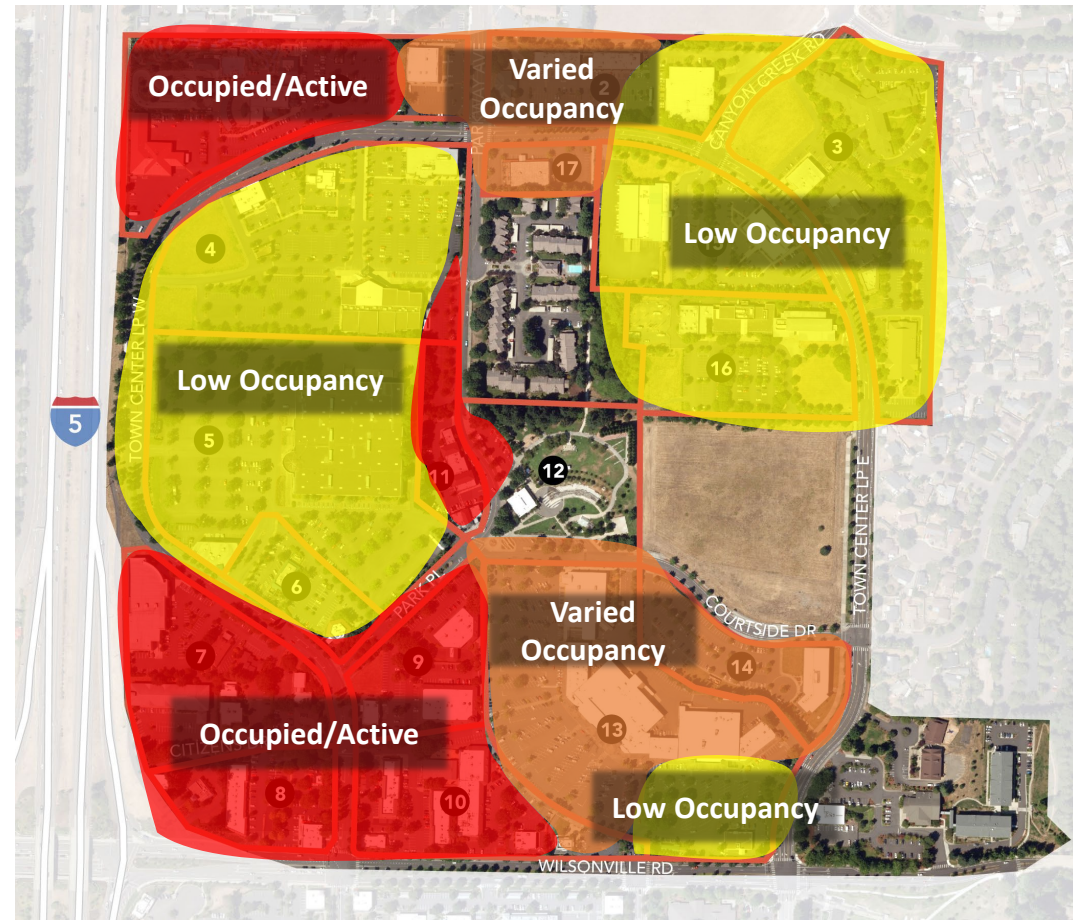 Occupied/Active
Varied
Occupancy
2
CANYON CREEK RD
3
17
4
Low Occupancy
TOWN CENTER LP W
Low Occupancy
16
5
5
11
12
TOWN CENTER LP E
6
PARK PL
Varied
Occupancy
COURTSIDE DR
7
9
14
Occupied/Active
13
8
10
Low Occupancy
WILSONVILLE RD